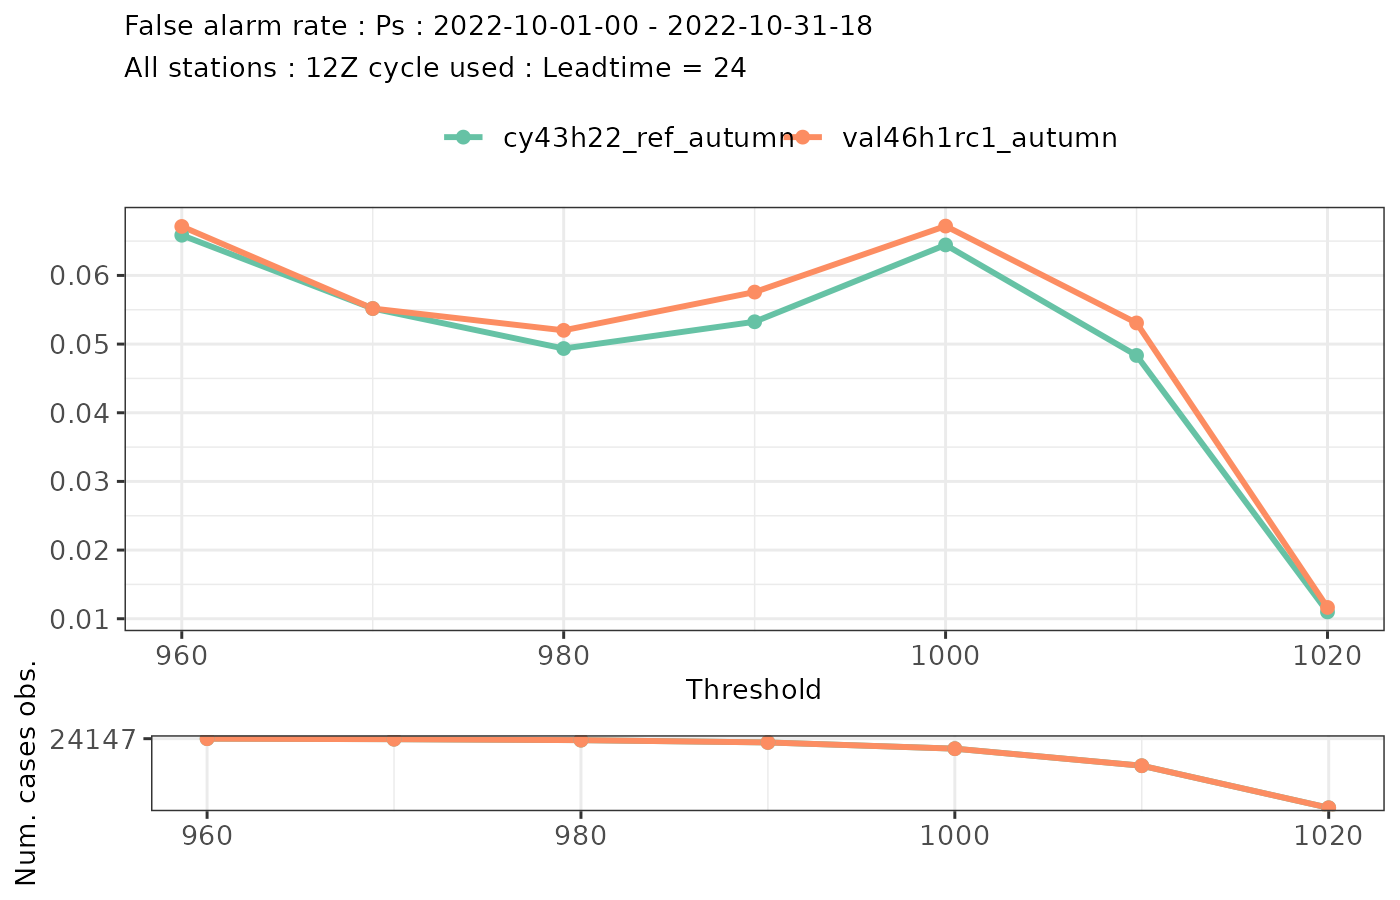 False alarm rate : Ps : 2022-10-01-00 - 2022-10-31-18
All stations : 12Z cycle used : Leadtime = 24
cy43h22_ref_autumn val46h1rc1_autumn
0.06
0.05
0.04
0.03
0.02
0.01
960 980 1000 1020
Threshold
Num. cases obs.
24147
960 980 1000 1020